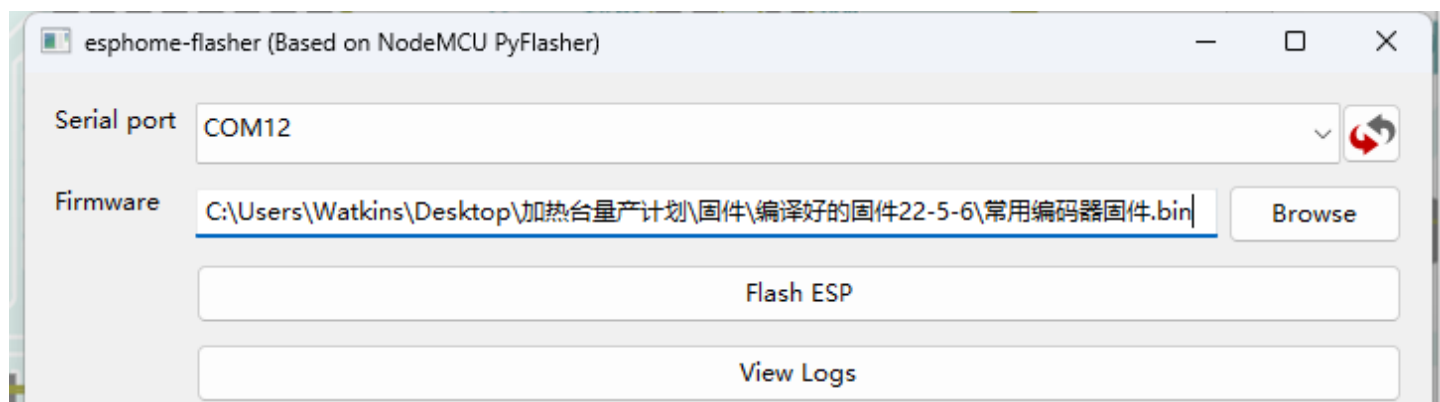 esphome-flasher (Based on NodeMCU PyFlasher)
Serial port COM12
Firmware C:\Users\Watkins\Desktop\加热台量产计划\固件\编译好的固件22-5-6\常用编码器固件.bin Browse
Flash ESP
View Logs